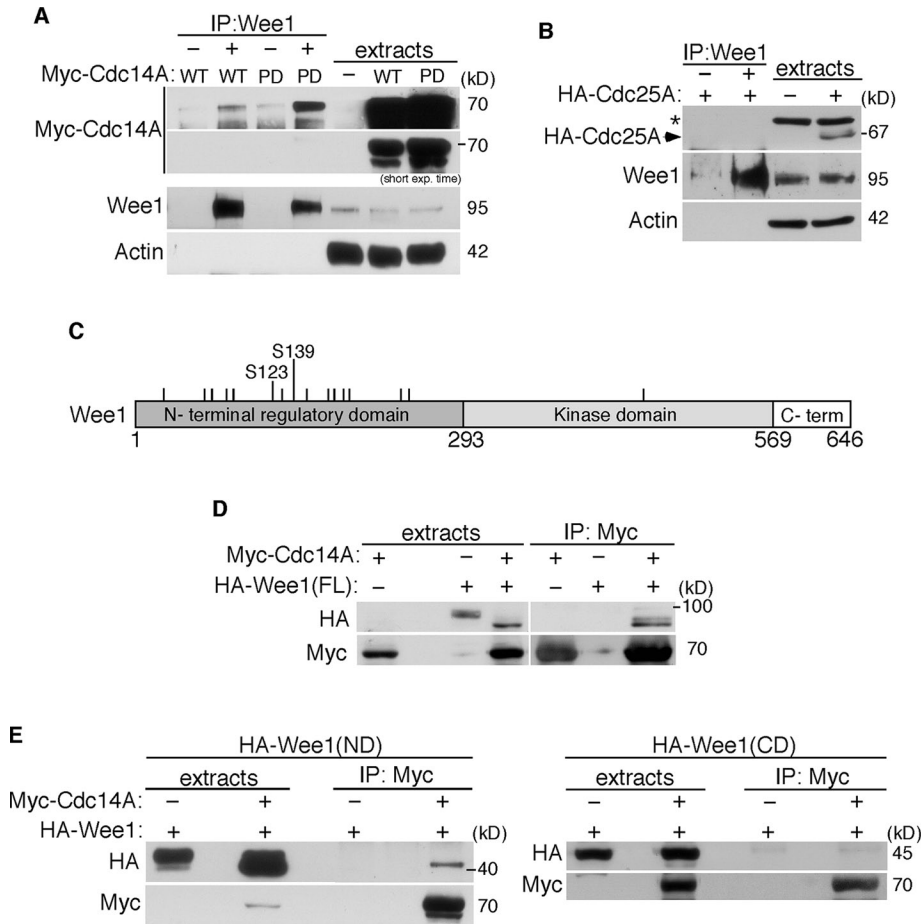 A
IP:Wee1
− + − + extracts
Myc-Cdc14A: WT WT PD PD − WT PD (kD)
Myc-Cdc14A 70
-70
(short exp. time)
Wee1 95
Actin 42
B
IP:Wee1
− + extracts
HA-Cdc25A: + + − + (kD)
*
HA-Cdc25A -67
Wee1 95
Actin 42
C
S139
S123
Wee1 N- terminal regulatory domain Kinase domain C- term
1 293 569 646
D
extracts IP: Myc
Myc-Cdc14A: + − + + − +
HA-Wee1(FL): − + + − + + (kD)
HA -100
Myc 70
E
HA-Wee1(ND)
extracts IP: Myc
Myc-Cdc14A: − + − +
HA-Wee1: + + + + (kD)
HA -40
Myc 70
HA-Wee1(CD)
extracts IP: Myc
− + − +
+ + + + (kD)
HA 45
Myc 70